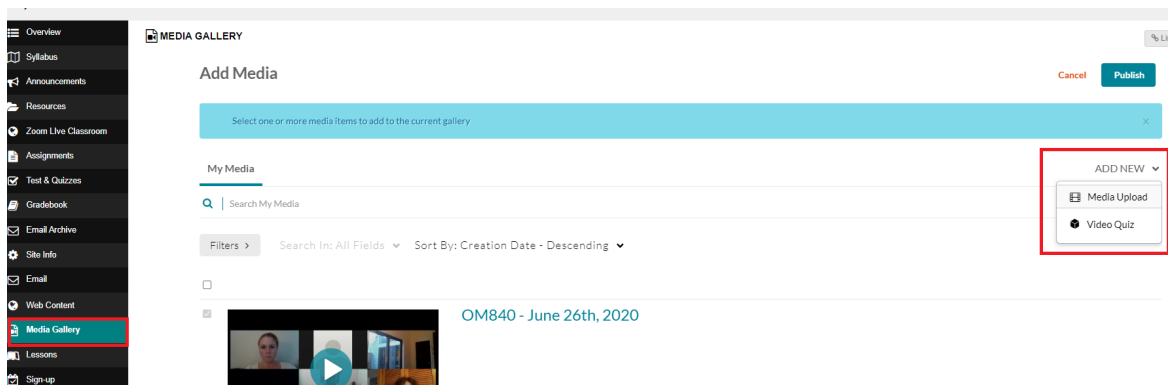 Overview
Syllabus
Announcements
Resources
Zoom LIve Classroom
Assignments
Test & Quizzes
Gradebook
Email Archive
Site Info
Email
Web Content
Media Gallery
Lessons
Sign-up
MEDIA GALLERY
Add Media
Cancel
Publish
Select one or more media items to add to the current gallery
×
My Media
ADD NEW
Media Upload
Video Quiz
Search My Media
Filters >
Search In: All Fields
Sort By: Creation Date - Descending
OM840 - June 26th, 2020